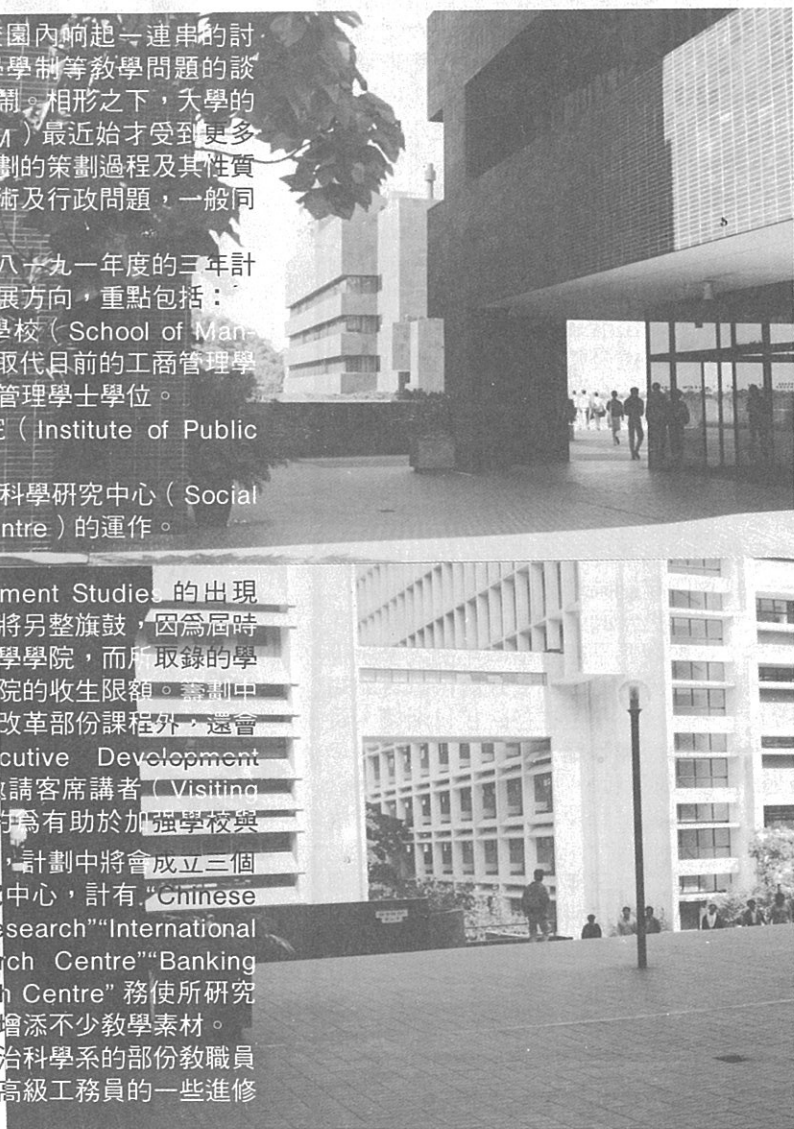 園內响起一連串的討
學制等教學問題的談
鬧。相形之下，大學的
）最近始才受到更多
劃的策劃過程及其性質
術及行政問題，一般同
八－九一年度的三年計
展方向，重點包括：
學校（School of Man-
取代目前的工商管理學
管理學士學位。
（Institute of Public
科學研究中心（Social
ntre）的運作。
ment Studies 的出現
將另整旗鼓，因爲屆時
學學院，而所取錄的學
院的收生限額。籌劃中
改革部份課程外，還會
cutive Development
請客席講者（Visiting
爲有助於加强學校與
，計劃中將會成立三個
中心，計有“Chinese
search”“International
rch Centre”“Banking
Centre” 務使所研究
增添不少教學素材。
治科學系的部份教職員
高級工務員的一些進修